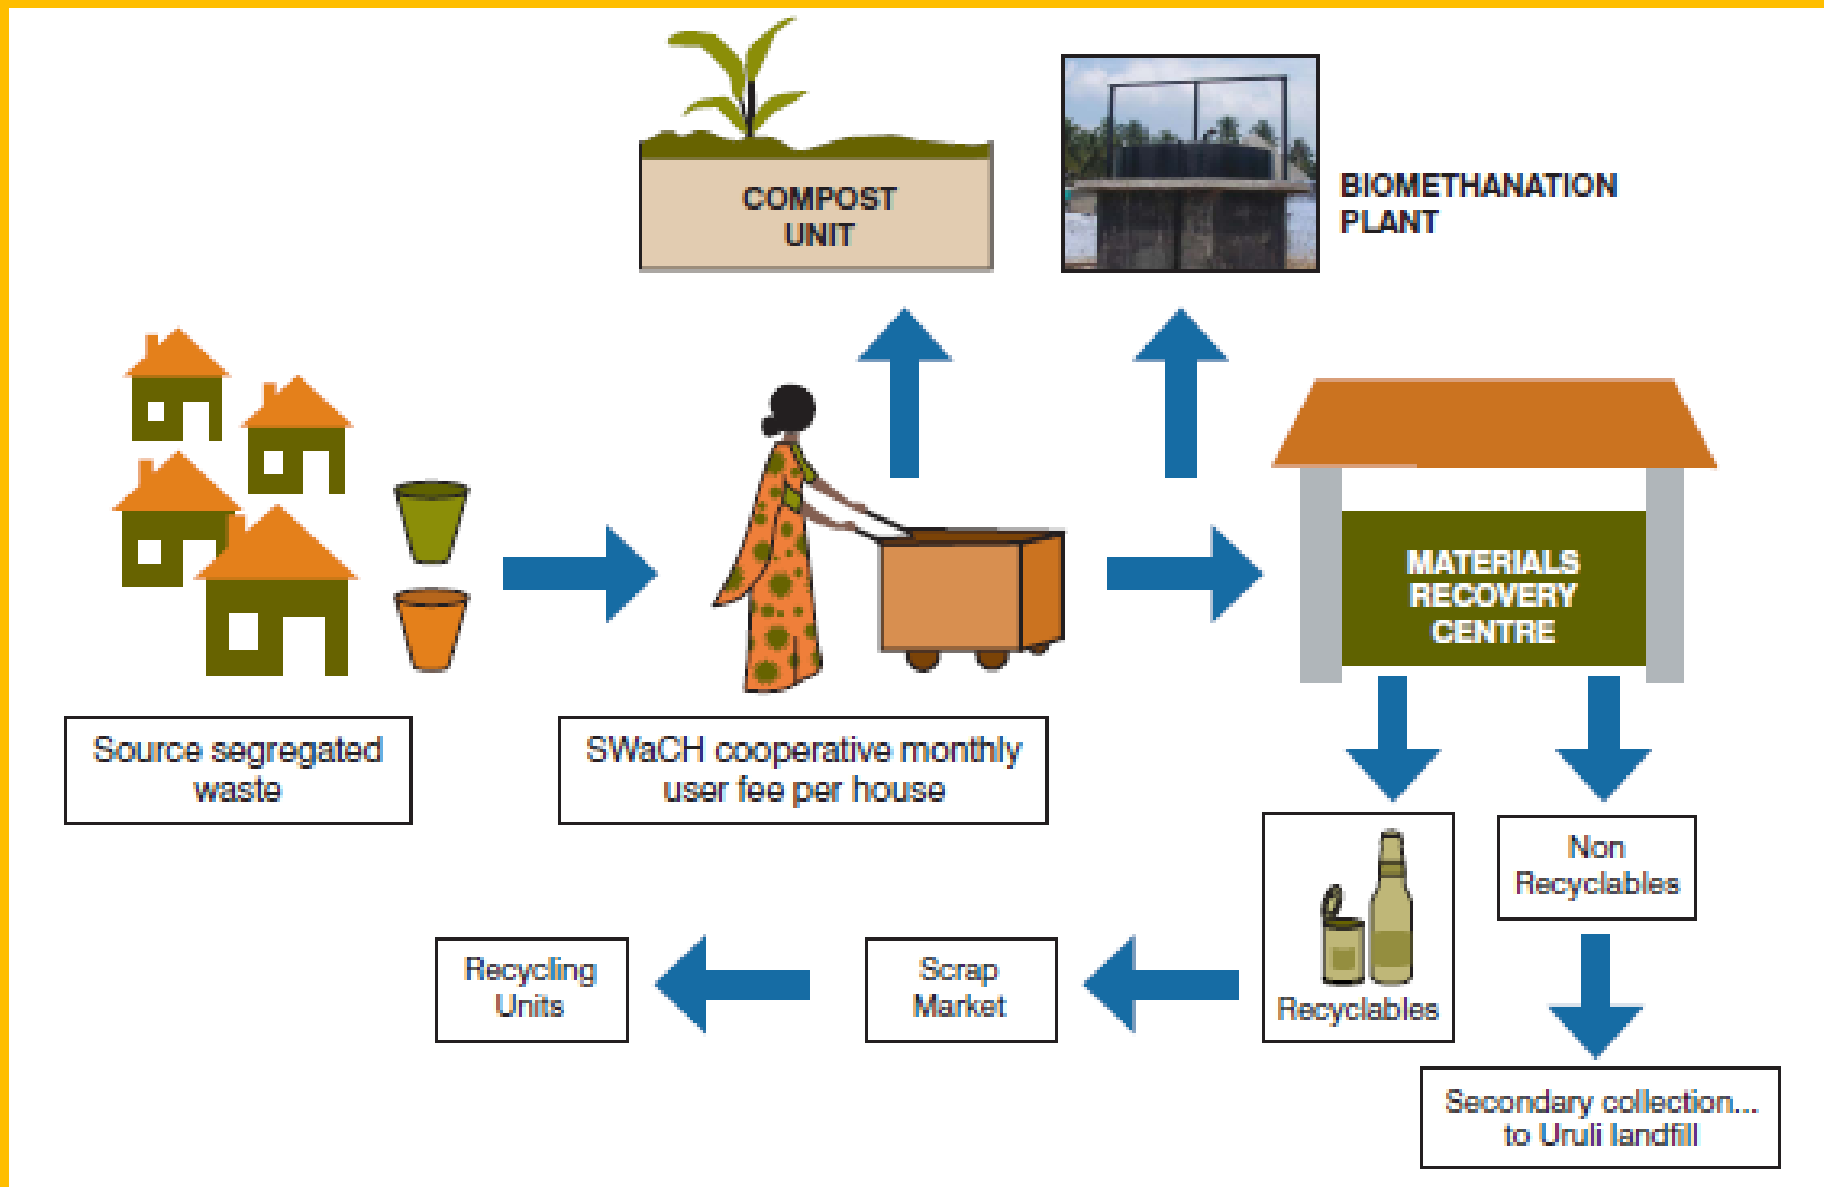 COMPOST
UNIT
BIOMETHANATION
PLANT
MATERIALS
RECOVERY
CENTRE
Source segregated
waste
SWaCH cooperative monthly
user fee per house
Non
Recyclables
Recyclables
Scrap
Market
Recycling
Units
Secondary collection...
to Uruli landfill